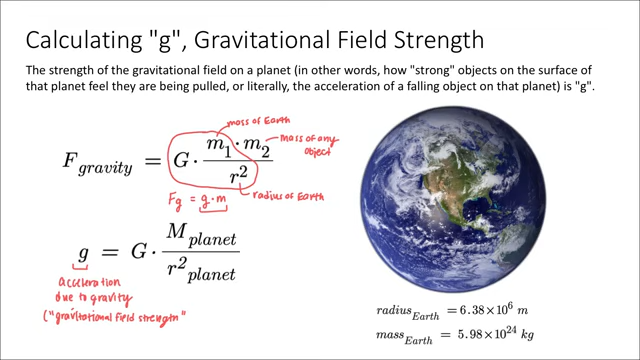 Calculating "g", Gravitational Field Strength
The strength of the gravitational field on a planet (in other words, how "strong" objects on the surface of
that planet feel they are being pulled, or literally, the acceleration of a falling object on that planet) is "g".
mass of Earth
F_gravity = G · (m_1 · m_2) / r^2
mass of any
object
radius of Earth
Fg = g·m
g = G · M_planet / r^2_planet
acceleration
due to gravity
("gravitational field strength"
radius_Earth = 6.38 × 10^6 m
mass_Earth = 5.98 × 10^24 kg